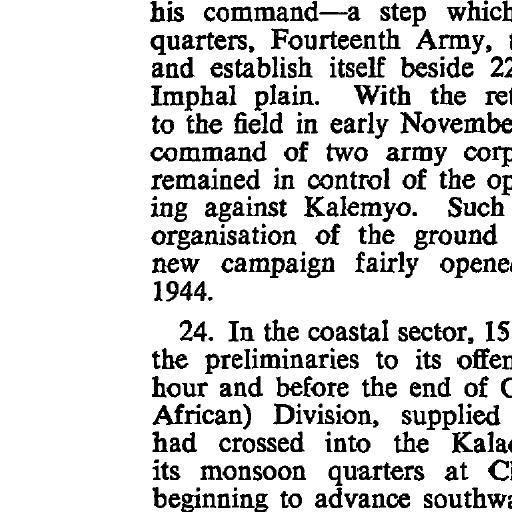 his command—a step which
quarters, Fourteenth Army,
and establish itself beside 22
Imphal plain. With the ret
to the field in early Novembe
command of two army corp
remained in control of the op
ing against Kalemyo. Such
organisation of the ground
new campaign fairly opene
1944.
24. In the coastal sector, 15
the preliminaries to its offen
hour and before the end of O
African) Division, supplied
had crossed into the Kala
its monsoon quarters at C
beginning to advance southwa